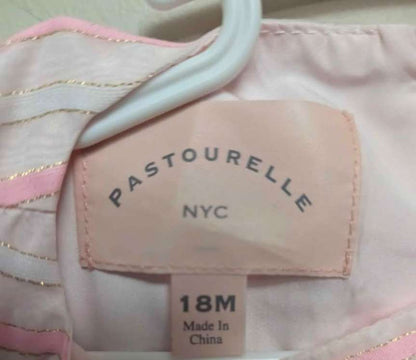 PASTOURELLE
NYC
18M
Made In
China